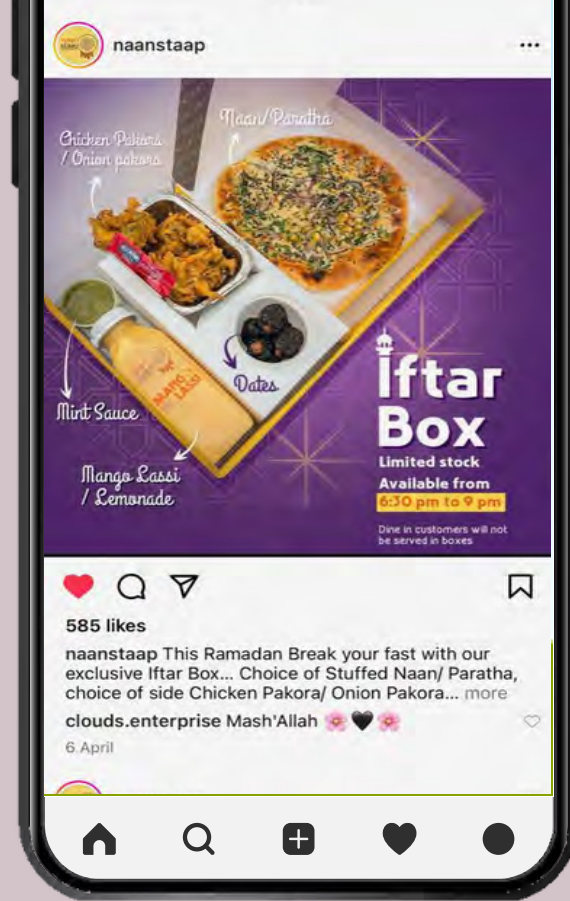 naanstaap
Naan/Paratha
Chicken Pakora
/ Onion pakora
Dates
Mint Sauce
MANGO
LASSI
Mango Lassi
/ Lemonade
Iftar
Box
Limited stock
Available from
6:30 pm to 9 pm
Dine in customers will not
be served in boxes
585 likes
naanstaap This Ramadan Break your fast with our
exclusive Iftar Box... Choice of Stuffed Naan/ Paratha,
choice of side Chicken Pakora/ Onion Pakora... more
clouds.enterprise Mash'Allah 🌸🖤🌸
6 April